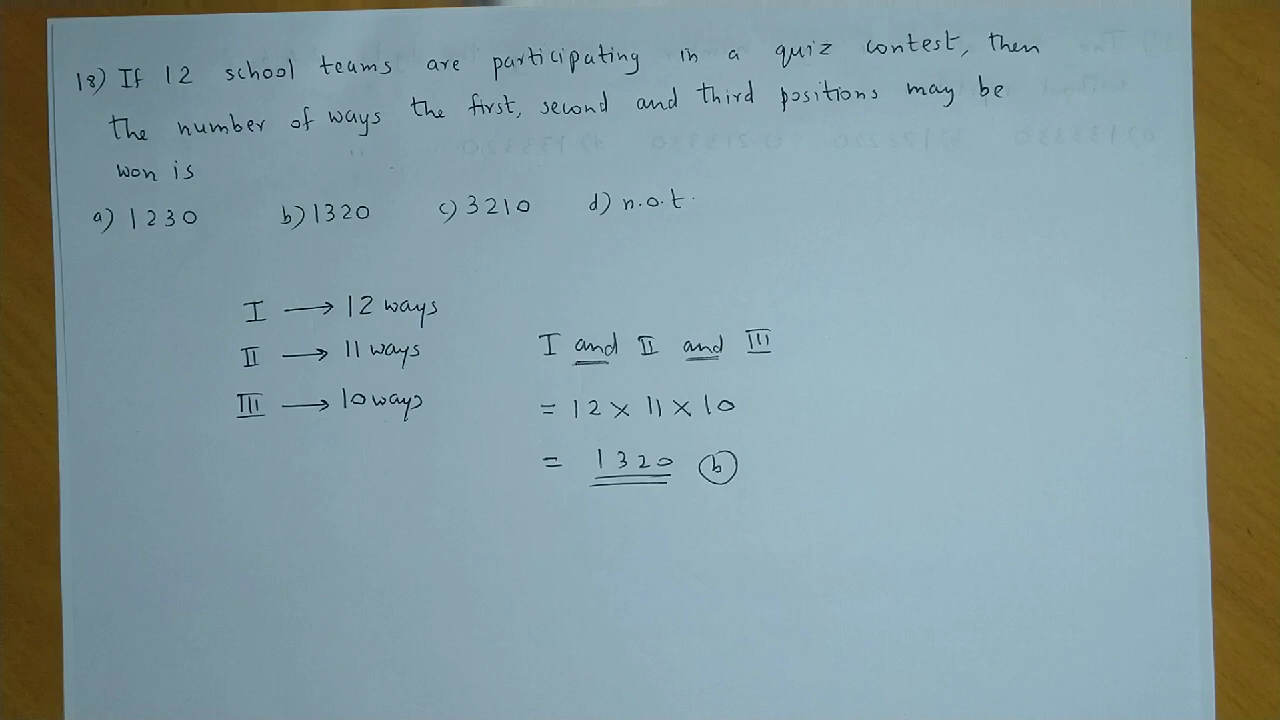 18) If 12 school teams are participating in a quiz contest, then
the number of ways the first, second and third positions may be
won is
a) 1230 b) 1320 c) 3210 d) n.o.t.
I → 12 ways
II → 11 ways
III → 10 ways
I and II and III
= 12 x 11 x 10
= 1320 (b)